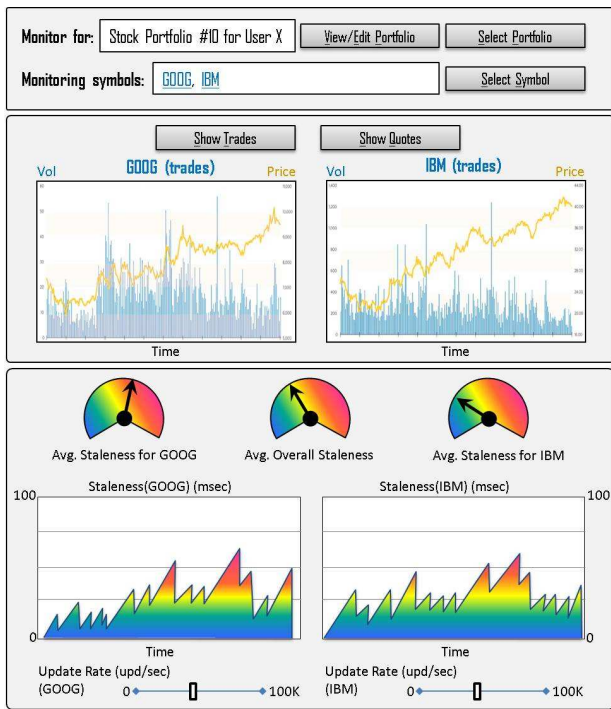 Monitor for: Stock Portfolio #10 for User X View/Edit Portfolio Select Portfolio
Monitoring symbols: GOOG, IBM Select Symbol
Show Trades Show Quotes
Vol GOOG (trades) Price Vol IBM (trades) Price
Time Time
Avg. Staleness for GOOG Avg. Overall Staleness Avg. Staleness for IBM
100 Staleness(GOOG) (msec) Staleness(IBM) (msec) 100
0 0
Time Time
Update Rate (upd/sec) Update Rate (upd/sec)
(GOOG) 0 100K (IBM) 0 100K